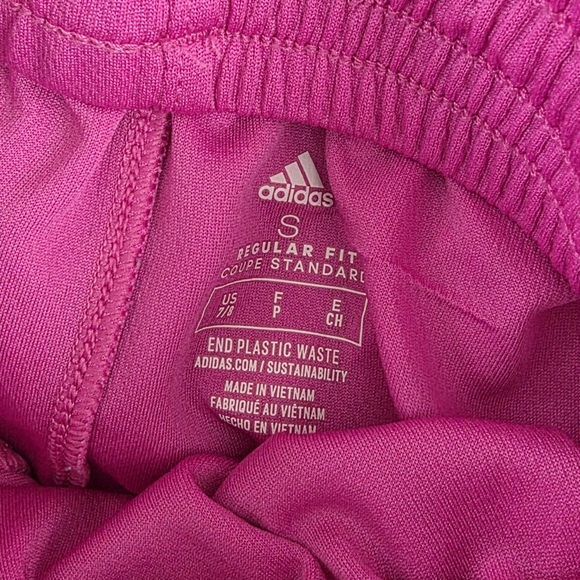 adidas
S
REGULAR FIT
COUPE STANDARD
US F E
7/8 P CH
END PLASTIC WASTE
ADIDAS.COM / SUSTAINABILITY
MADE IN VIETNAM
FABRIQUÉ AU VIÉTNAM
HECHO EN VIETNAM